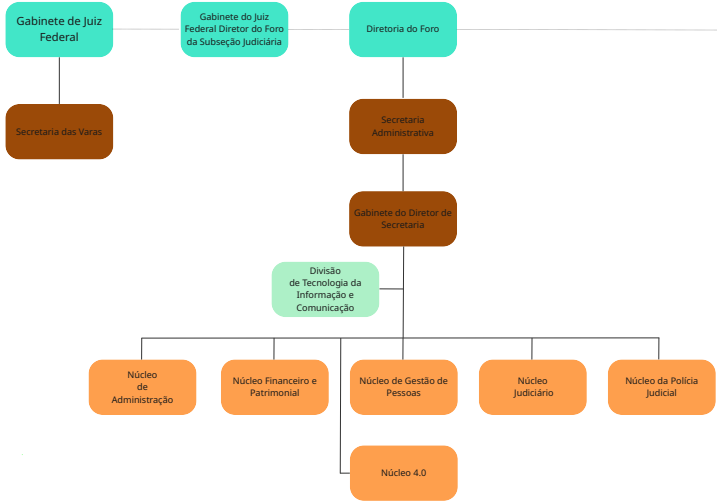 Gabinete de Juiz
Federal
Gabinete do Juiz
Federal Diretor do Foro
da Subseção Judiciária
Diretoria do Foro
Secretaria das Varas
Secretaria
Administrativa
Gabinete do Diretor de
Secretaria
Divisão
de Tecnologia da
Informação e
Comunicação
Núcleo
de
Administração
Núcleo Financeiro e
Patrimonial
Núcleo de Gestão de
Pessoas
Núcleo
Judiciário
Núcleo da Polícia
Judicial
Núcleo 4.0